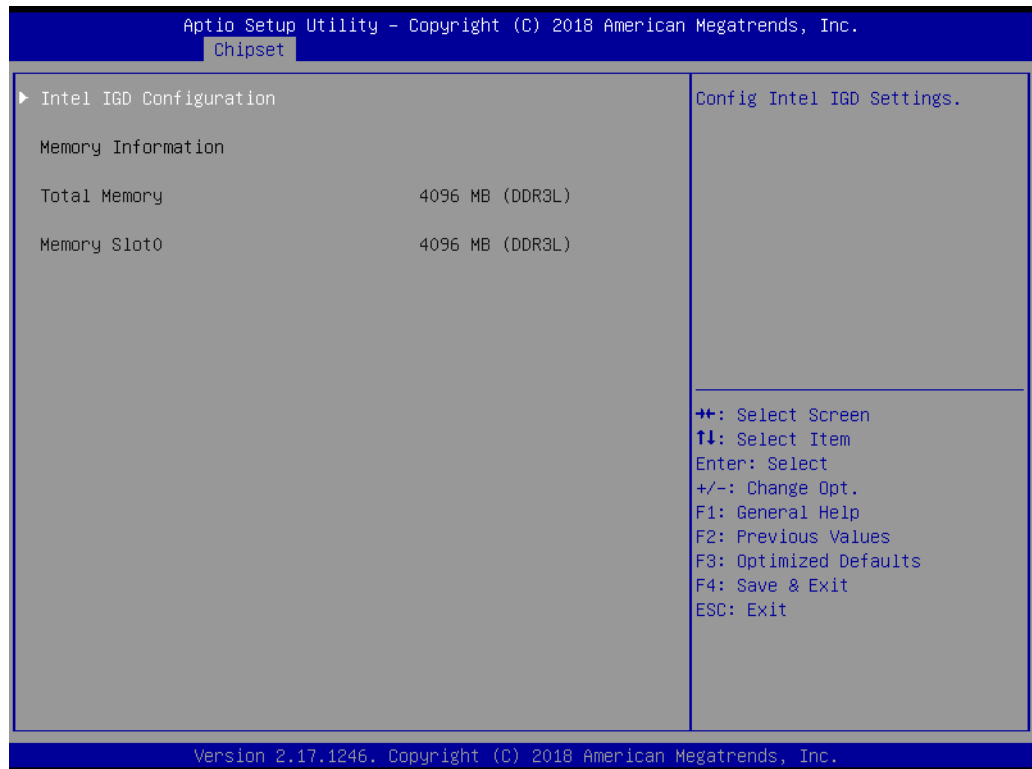 Aptio Setup Utility – Copyright (C) 2018 American Megatrends, Inc.
Chipset
Intel IGD Configuration
Memory Information
Total Memory 4096 MB (DDR3L)
Memory Slot0 4096 MB (DDR3L)
Config Intel IGD Settings.
→←: Select Screen
↑↓: Select Item
Enter: Select
+/-: Change Opt.
F1: General Help
F2: Previous Values
F3: Optimized Defaults
F4: Save & Exit
ESC: Exit
Version 2.17.1246. Copyright (C) 2018 American Megatrends, Inc.